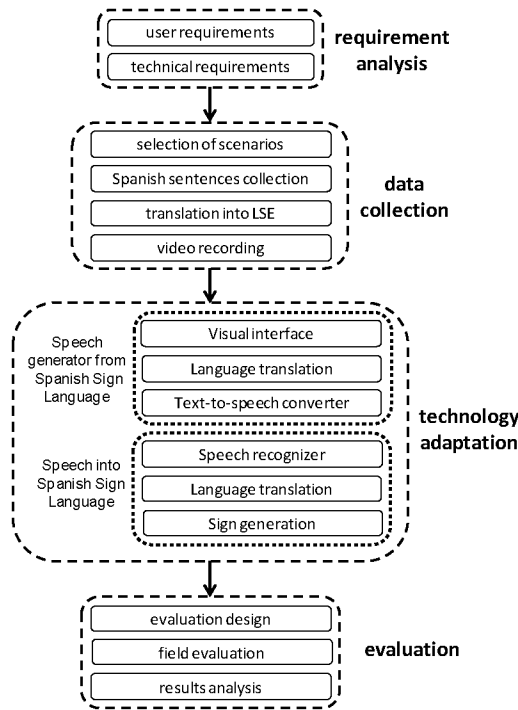 user requirements
technical requirements
requirement
analysis
selection of scenarios
Spanish sentences collection
translation into LSE
video recording
data
collection
Speech
generator from
Spanish Sign
Language
Visual interface
Language translation
Text-to-speech converter
Speech into
Spanish Sign
Language
Speech recognizer
Language translation
Sign generation
technology
adaptation
evaluation design
field evaluation
results analysis
evaluation